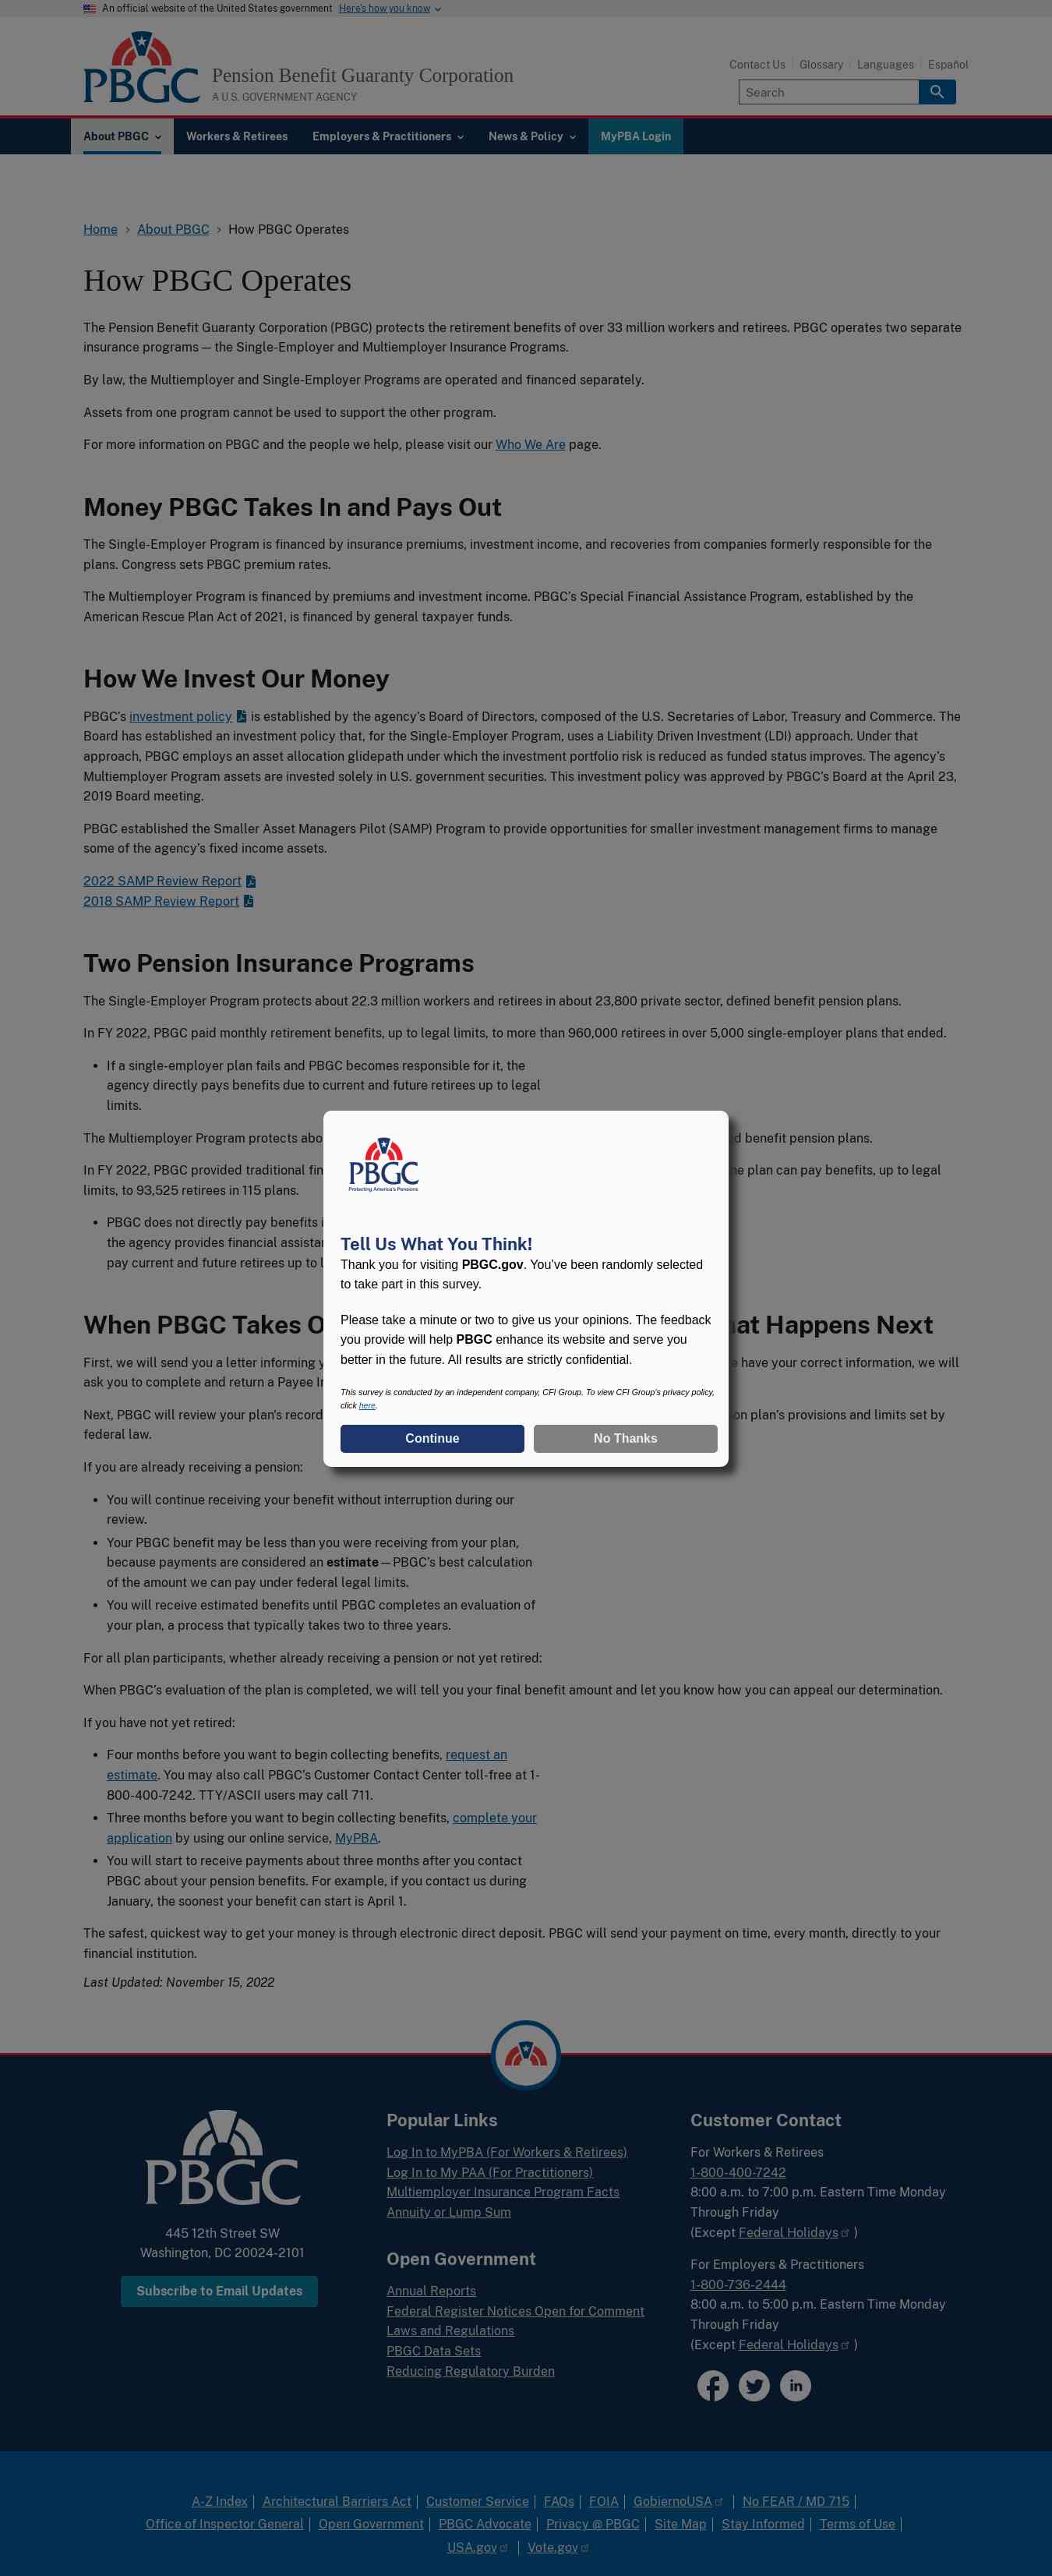 An official website of the United States government Here's how you know
PBGC
Pension Benefit Guaranty Corporation
A U.S. GOVERNMENT AGENCY
Contact Us Glossary Languages Español
Search
About PBGC Workers & Retirees Employers & Practitioners News & Policy MyPBA Login
Home About PBGC How PBGC Operates
How PBGC Operates
The Pension Benefit Guaranty Corporation (PBGC) protects the retirement benefits of over 33 million workers and retirees. PBGC operates two separate
insurance programs — the Single-Employer and Multiemployer Insurance Programs.
By law, the Multiemployer and Single-Employer Programs are operated and financed separately.
Assets from one program cannot be used to support the other program.
For more information on PBGC and the people we help, please visit our Who We Are page.
Money PBGC Takes In and Pays Out
The Single-Employer Program is financed by insurance premiums, investment income, and recoveries from companies formerly responsible for the
plans. Congress sets PBGC premium rates.
The Multiemployer Program is financed by premiums and investment income. PBGC's Special Financial Assistance Program, established by the
American Rescue Plan Act of 2021, is financed by general taxpayer funds.
How We Invest Our Money
PBGC's investment policy is established by the agency's Board of Directors, composed of the U.S. Secretaries of Labor, Treasury and Commerce. The
Board has established an investment policy that, for the Single-Employer Program, uses a Liability Driven Investment (LDI) approach. Under that
approach, PBGC employs an asset allocation glidepath under which the investment portfolio risk is reduced as funded status improves. The agency's
Multiemployer Program assets are invested solely in U.S. government securities. This investment policy was approved by PBGC's Board at the April 23,
2019 Board meeting.
PBGC established the Smaller Asset Managers Pilot (SAMP) Program to provide opportunities for smaller investment management firms to manage
some of the agency's fixed income assets.
2022 SAMP Review Report
2018 SAMP Review Report
Two Pension Insurance Programs
The Single-Employer Program protects about 22.3 million workers and retirees in about 23,800 private sector, defined benefit pension plans.
In FY 2022, PBGC paid monthly retirement benefits, up to legal limits, to more than 960,000 retirees in over 5,000 single-employer plans that ended.
• If a single-employer plan fails and PBGC becomes responsible for it, the
agency directly pays benefits due to current and future retirees up to legal
limits.
The Multiemployer Program protects abo d benefit pension plans.
In FY 2022, PBGC provided traditional fin he plan can pay benefits, up to legal
limits, to 93,525 retirees in 115 plans.
• PBGC does not directly pay benefits i
the agency provides financial assistan
pay current and future retirees up to l
When PBGC Takes O hat Happens Next
First, we will send you a letter informing y have your correct information, we will
ask you to complete and return a Payee In
Next, PBGC will review your plan's record on plan's provisions and limits set by
federal law.
If you are already receiving a pension:
• You will continue receiving your benefit without interruption during our
review.
• Your PBGC benefit may be less than you were receiving from your plan,
because payments are considered an estimate — PBGC's best calculation
of the amount we can pay under federal legal limits.
• You will receive estimated benefits until PBGC completes an evaluation of
your plan, a process that typically takes two to three years.
For all plan participants, whether already receiving a pension or not yet retired:
When PBGC's evaluation of the plan is completed, we will tell you your final benefit amount and let you know how you can appeal our determination.
If you have not yet retired:
• Four months before you want to begin collecting benefits, request an
estimate. You may also call PBGC's Customer Contact Center toll-free at 1-
800-400-7242. TTY/ASCII users may call 711.
• Three months before you want to begin collecting benefits, complete your
application by using our online service, MyPBA.
• You will start to receive payments about three months after you contact
PBGC about your pension benefits. For example, if you contact us during
January, the soonest your benefit can start is April 1.
The safest, quickest way to get your money is through electronic direct deposit. PBGC will send your payment on time, every month, directly to your
financial institution.
Last Updated: November 15, 2022
PBGC
Protecting America's Pensions
Tell Us What You Think!
Thank you for visiting PBGC.gov. You've been randomly selected
to take part in this survey.
Please take a minute or two to give us your opinions. The feedback
you provide will help PBGC enhance its website and serve you
better in the future. All results are strictly confidential.
This survey is conducted by an independent company, CFI Group. To view CFI Group's privacy policy,
click here.
Continue No Thanks
PBGC
445 12th Street SW
Washington, DC 20024-2101
Subscribe to Email Updates
Popular Links
Log In to MyPBA (For Workers & Retirees)
Log In to My PAA (For Practitioners)
Multiemployer Insurance Program Facts
Annuity or Lump Sum
Open Government
Annual Reports
Federal Register Notices Open for Comment
Laws and Regulations
PBGC Data Sets
Reducing Regulatory Burden
Customer Contact
For Workers & Retirees
1-800-400-7242
8:00 a.m. to 7:00 p.m. Eastern Time Monday
Through Friday
(Except Federal Holidays )
For Employers & Practitioners
1-800-736-2444
8:00 a.m. to 5:00 p.m. Eastern Time Monday
Through Friday
(Except Federal Holidays )
A-Z Index Architectural Barriers Act Customer Service FAQs FOIA GobiernoUSA No FEAR / MD 715
Office of Inspector General Open Government PBGC Advocate Privacy @ PBGC Site Map Stay Informed Terms of Use
USA.gov Vote.gov